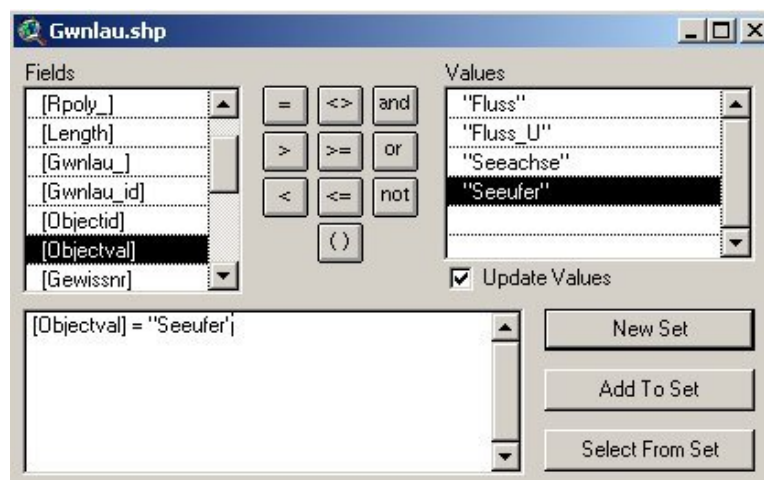 Gwnlau.shp
Fields
Values
[Rpoly_]
[Length]
[Gwnlau_]
[Gwnlau_id]
[Objectid]
[Objectval]
[Gewissnr]
= <> and
> >= or
< <= not
()
"Fluss"
"Fluss_U"
"Seeachse"
"Seeufer"
Update Values
[Objectval] = "Seeufer"
New Set
Add To Set
Select From Set